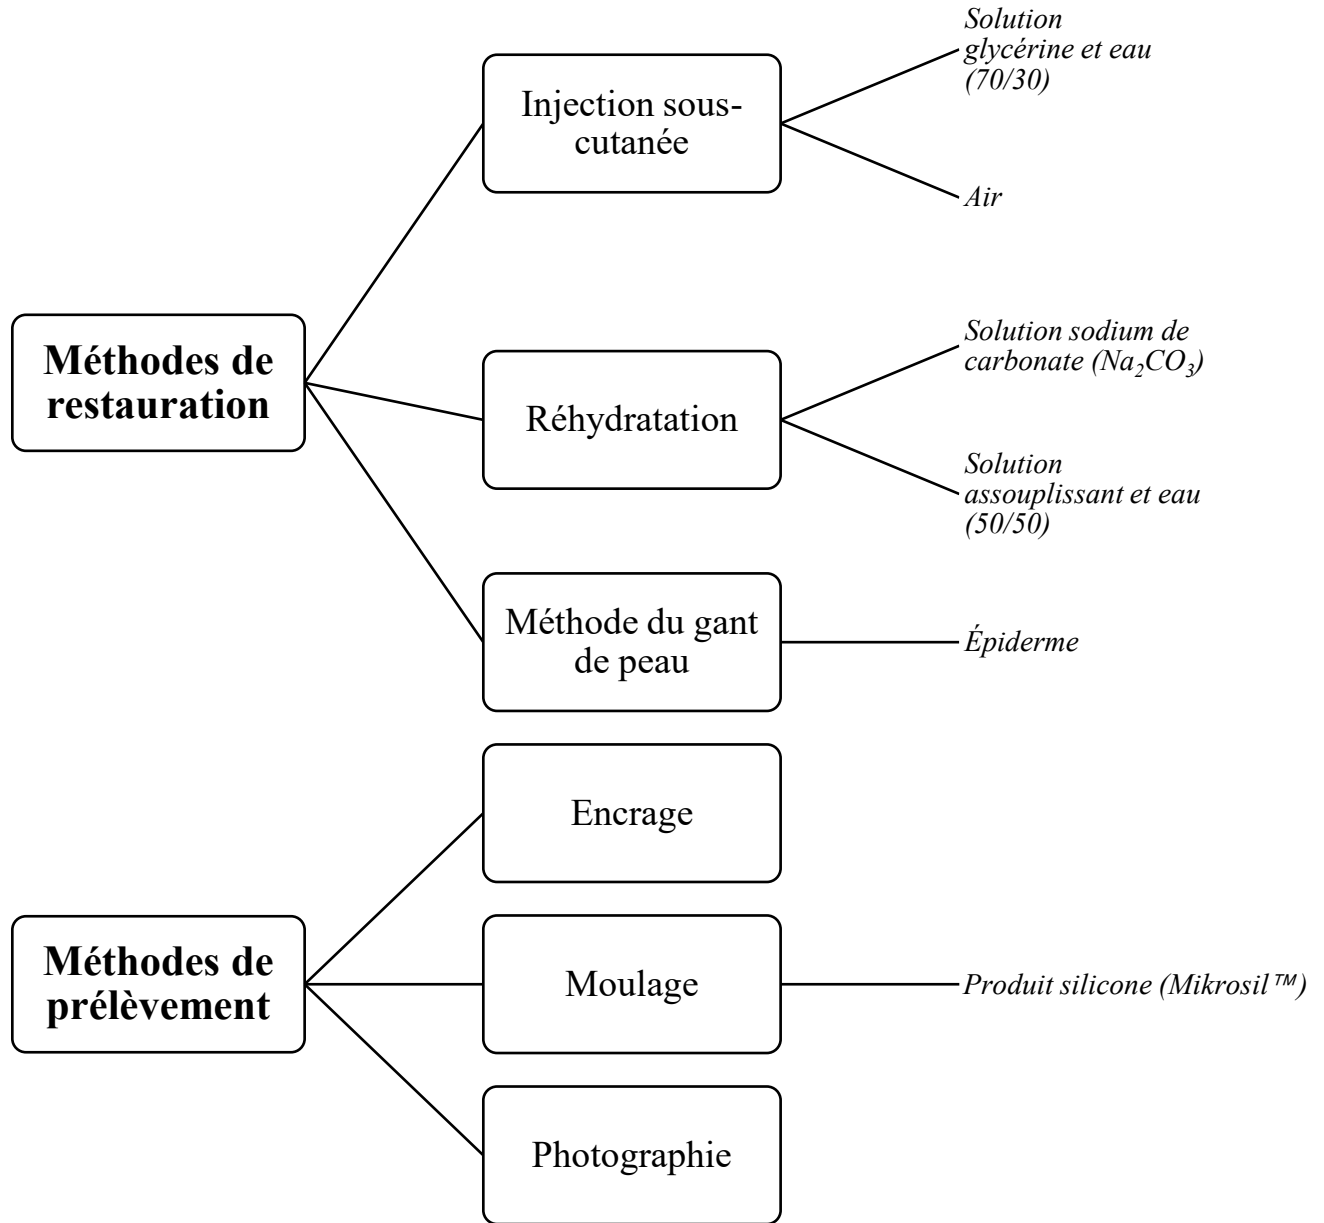 Méthodes de
restauration
Injection sous-
cutanée
Solution
glycérine et eau
(70/30)
Air
Réhydratation
Solution sodium de
carbonate (Na₂CO₃)
Solution
assouplissant et eau
(50/50)
Méthode du gant
de peau
Épiderme
Méthodes de
prélèvement
Encrage
Moulage
Produit silicone (Mikrosil™)
Photographie